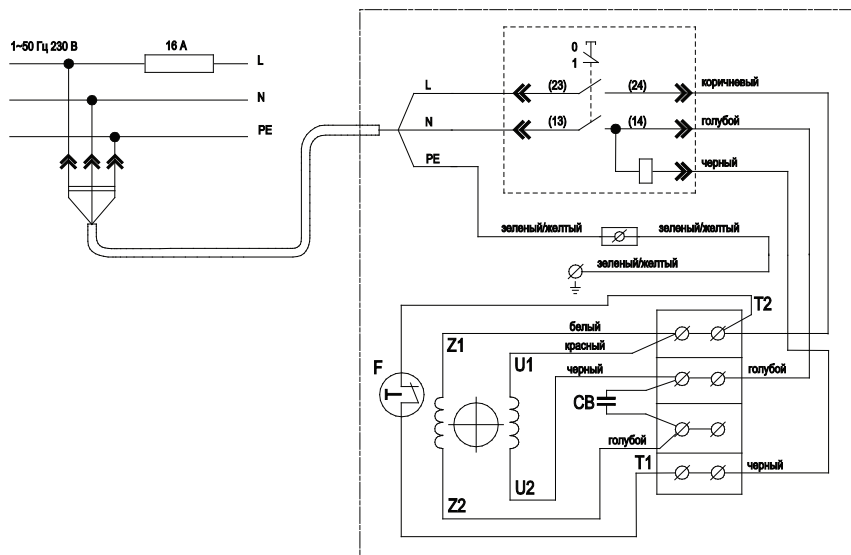 1~50 Гц 230 В
16 А
L
N
PE
0
1
L
(23)
(24)
коричневый
N
(13)
(14)
голубой
PE
черный
зеленый/желтый
зеленый/желтый
зеленый/желтый
T2
белый
Z1
красный
U1
F
черный
голубой
CB
голубой
T1
черный
U2
Z2